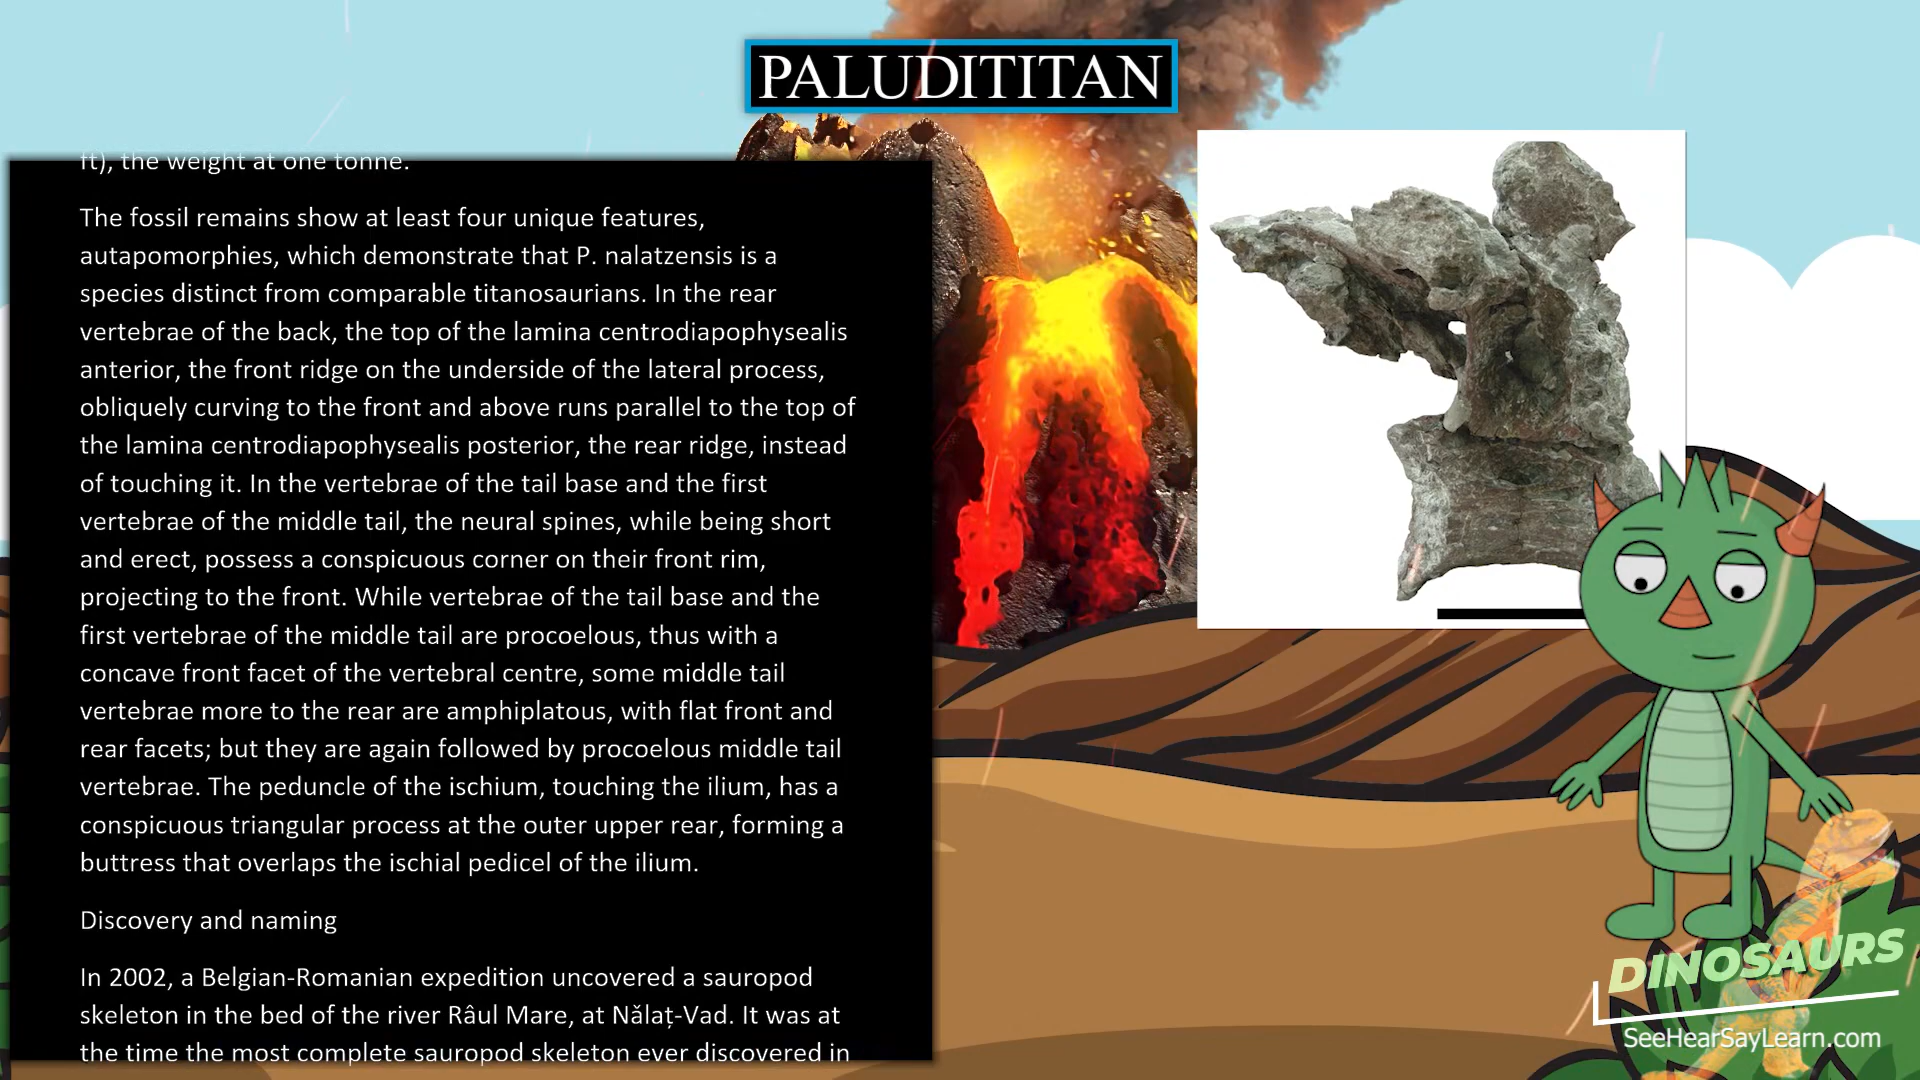 PALUDITITAN
ft), the weight at one tonne.
The fossil remains show at least four unique features,
autapomorphies, which demonstrate that P. nalatzensis is a
species distinct from comparable titanosaurians. In the rear
vertebrae of the back, the top of the lamina centrodiapophysealis
anterior, the front ridge on the underside of the lateral process,
obliquely curving to the front and above runs parallel to the top of
the lamina centrodiapophysealis posterior, the rear ridge, instead
of touching it. In the vertebrae of the tail base and the first
vertebrae of the middle tail, the neural spines, while being short
and erect, possess a conspicuous corner on their front rim,
projecting to the front. While vertebrae of the tail base and the
first vertebrae of the middle tail are procoelous, thus with a
concave front facet of the vertebral centre, some middle tail
vertebrae more to the rear are amphiplatous, with flat front and
rear facets; but they are again followed by procoelous middle tail
vertebrae. The peduncle of the ischium, touching the ilium, has a
conspicuous triangular process at the outer upper rear, forming a
buttress that overlaps the ischial pedicel of the ilium.
Discovery and naming
In 2002, a Belgian-Romanian expedition uncovered a sauropod
skeleton in the bed of the river Râul Mare, at Nălaț-Vad. It was at
the time the most complete sauropod skeleton ever discovered in
DINOSAURS
SeeHearSayLearn.com